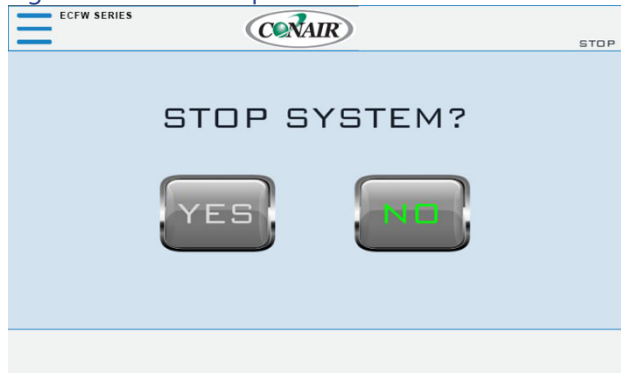 ECFW SERIES
CONAIR
STOP
STOP SYSTEM?
YES
NO